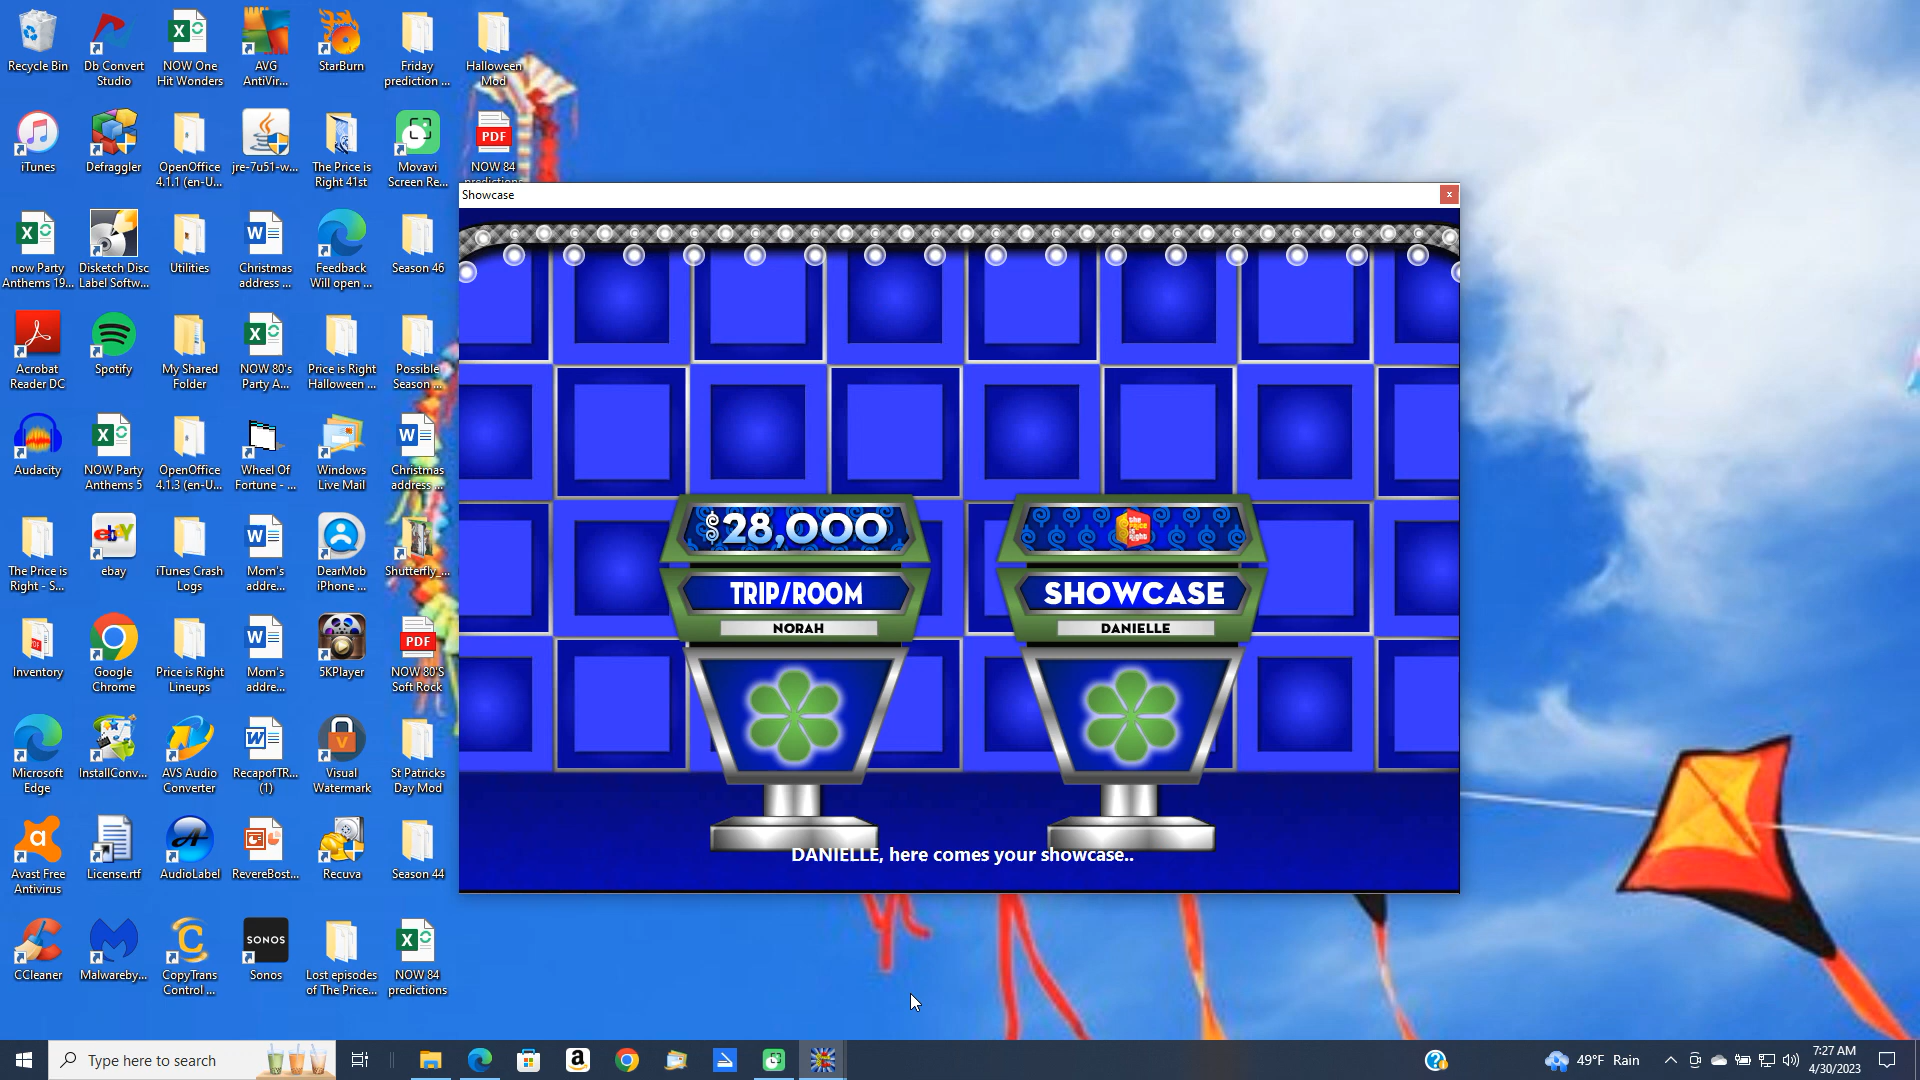 Recycle Bin
Db Convert
Studio
NOW One
Hit Wonders
AVG
AntiVir...
StarBurn
Friday
prediction ...
Halloween
Mod
iTunes
Defraggler
OpenOffice
4.1.1 (en-U...
jre-7u51-w...
The Price is
Right 41st
Movavi
Screen Re...
PDF
NOW 84
now Party
Anthems 19...
Disketch Disc
Label Softw...
Utilities
Christmas
address ...
Feedback
Will open ...
Season 46
Acrobat
Reader DC
Spotify
My Shared
Folder
NOW 80's
Party A...
Price is Right
Halloween ...
Possible
Season ...
Audacity
NOW Party
Anthems 5
OpenOffice
4.1.3 (en-U...
Wheel Of
Fortune - ...
Windows
Live Mail
Christmas
address ...
The Price is
Right - S...
ebay
ebay
iTunes Crash
Logs
Mom's
addre...
DearMob
iPhone ...
Shutterfly_...
Inventory
Google
Chrome
Price is Right
Lineups
Mom's
addre...
5KPlayer
PDF
NOW 80'S
Soft Rock
Microsoft
Edge
InstallConv...
AVS Audio
Converter
RecapofTR...
(1)
Visual
Watermark
St Patricks
Day Mod
Avast Free
Antivirus
License.rtf
AudioLabel
RevereBost...
Recuva
Season 44
CCleaner
Malwareby...
CopyTrans
Control ...
SONOS
Sonos
Lost episodes
of The Price...
NOW 84
predictions
Showcase
$28,000
TRIP/ROOM
NORAH
the Price is Right
SHOWCASE
DANIELLE
DANIELLE, here comes your showcase..
Type here to search
49°F Rain
7:27 AM
4/30/2023